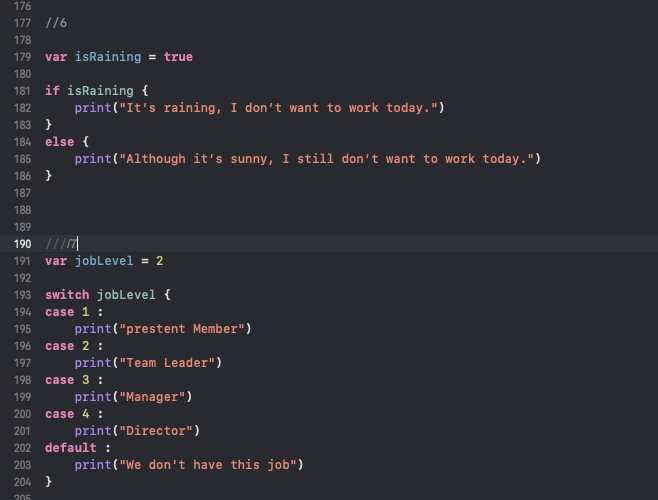 176
177 //6
178
179 var isRaining = true
180
181 if isRaining {
182 print("It’s raining, I don’t want to work today.")
183 }
184 else {
185 print("Although it’s sunny, I still don’t want to work today.")
186 }
187
188
189
190
191 var jobLevel = 2
192
193 switch jobLevel {
194 case 1 :
195 print("prestent Member")
196 case 2 :
197 print("Team Leader")
198 case 3 :
199 print("Manager")
200 case 4 :
201 print("Director")
202 default :
203 print("We don't have this job")
204 }
205